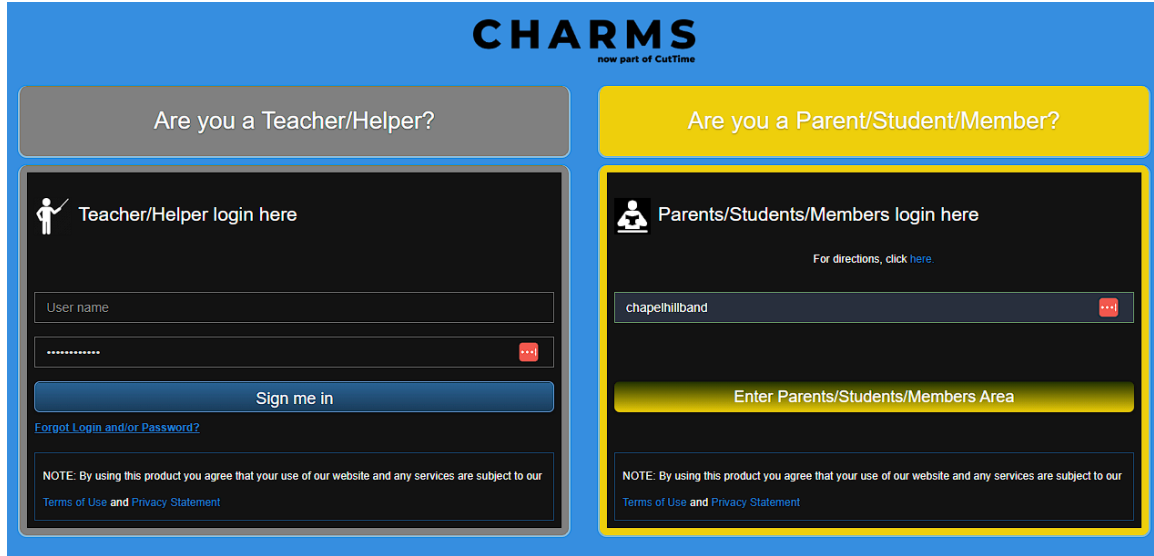 CHARMS
now part of CutTime
Are you a Teacher/Helper?
Teacher/Helper login here
User name
••••••••••••
Sign me in
Forgot Login and/or Password?
NOTE: By using this product you agree that your use of our website and any services are subject to our
Terms of Use and Privacy Statement
Are you a Parent/Student/Member?
Parents/Students/Members login here
For directions, click here.
chapelhillband
Enter Parents/Students/Members Area
NOTE: By using this product you agree that your use of our website and any services are subject to our
Terms of Use and Privacy Statement